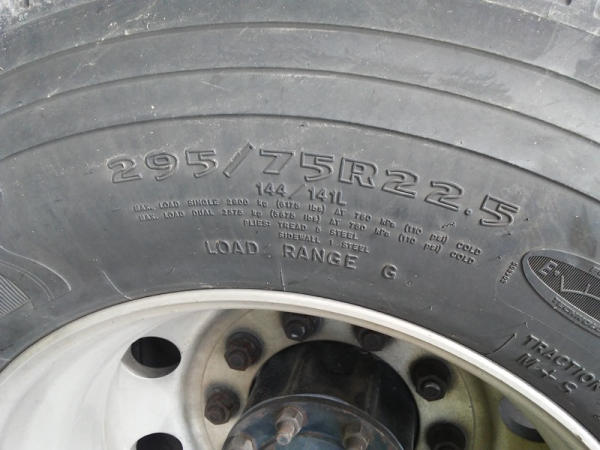 295/75R22.5
144/141L
MAX. LOAD SINGLE 2800 kg (6175 lbs) AT 760 kPa (110 psi) COLD
MAX. LOAD DUAL 2575 kg (5675 lbs) AT 760 kPa (110 psi) COLD
PLIES: TREAD 5 STEEL
SIDEWALL 1 STEEL
LOAD RANGE G
TRACTION
M+S